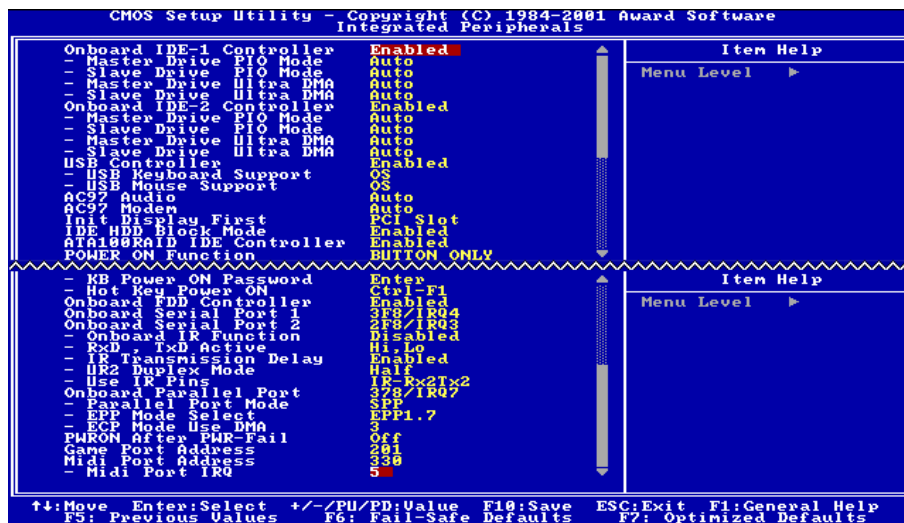 CMOS Setup Utility - Copyright (C) 1984-2001 Award Software
Integrated Peripherals
Onboard IDE-1 Controller Enabled
- Master Drive PIO Mode Auto
- Slave Drive PIO Mode Auto
- Master Drive Ultra DMA Auto
- Slave Drive Ultra DMA Auto
Onboard IDE-2 Controller Enabled
- Master Drive PIO Mode Auto
- Slave Drive PIO Mode Auto
- Master Drive Ultra DMA Auto
- Slave Drive Ultra DMA Auto
USB Controller Enabled
- USB Keyboard Support OS
- USB Mouse Support OS
AC97 Audio Auto
AC97 Modem Auto
Init Display First PCI Slot
IDE HDD Block Mode Enabled
ATA100RAID IDE Controller Enabled
POWER ON Function BUTTON ONLY
Item Help
Menu Level
- KB Power ON Password Enter
- Hot Key Power ON Ctrl-F1
Onboard FDD Controller Enabled
Onboard Serial Port 1 3F8/IRQ4
Onboard Serial Port 2 2F8/IRQ3
- Onboard IR Function Disabled
- RxD , TxD Active Hi,Lo
- IR Transmission Delay Enabled
- UR2 Duplex Mode Half
- Use IR Pins IR-Rx2Tx2
Onboard Parallel Port 378/IRQ7
- Parallel Port Mode SPP
- EPP Mode Select EPP1.7
- ECP Mode Use DMA 3
PWRON After PWR-Fail Off
Game Port Address 201
Midi Port Address 330
- Midi Port IRQ 5
Item Help
Menu Level
↑↓:Move Enter:Select +/-/PU/PD:Value F10:Save ESC:Exit F1:General Help
F5: Previous Values F6: Fail-Safe Defaults F7: Optimized Defaults